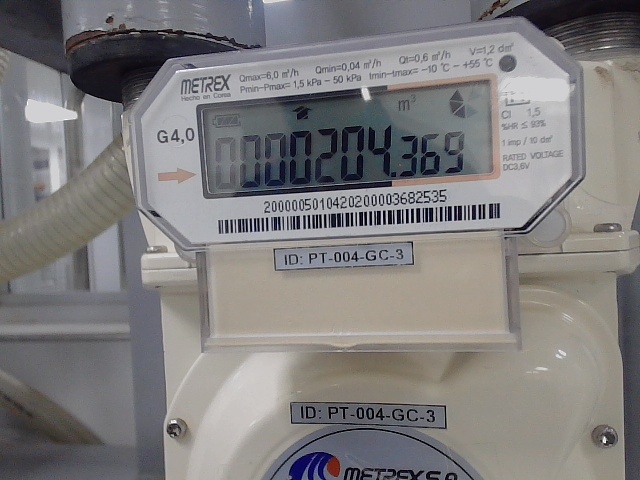 METREX
Hecho en Corea
Qmax=6,0 m³/h Qmin=0,04 m³/h Qt=0,6 m³/h V=1,2 dm³
Pmin-Pmax= 1,5 kPa - 50 kPa tmin-tmax= -10°C - +55°C
G4,0
m³
0000204.369
Cl 1,5
%HR ≤ 93%
1 imp / 10 dm³
RATED VOLTAGE
DC3,6V
2000005010420200003682535
ID: PT-004-GC-3
ID: PT-004-GC-3
METREX S.A.